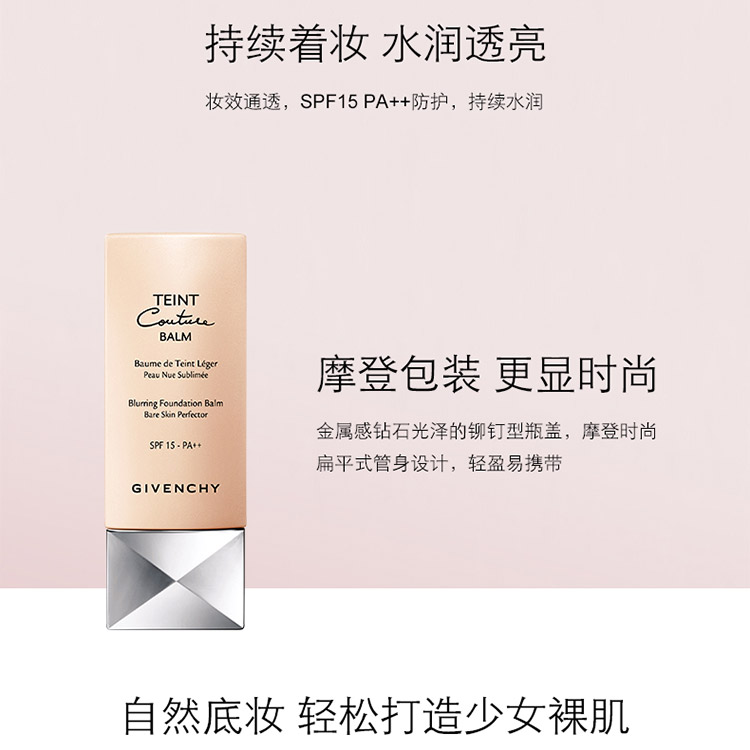 持续着妆 水润透亮
妆效通透，SPF15 PA++防护，持续水润
TEINT
Couture
BALM
Baume de Teint Léger
Peau Nue Sublimée
Blurring Foundation Balm
Bare Skin Perfector
SPF 15 - PA++
GIVENCHY
摩登包装 更显时尚
金属感钻石光泽的铆钉型瓶盖，摩登时尚
扁平式管身设计，轻盈易携带
自然底妆 轻松打造少女裸肌